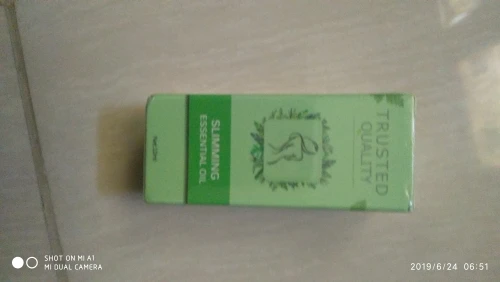 TRUSTED
QUALITY
SLIMMING
ESSENTIAL OIL
SHOT ON MI A1
MI DUAL CAMERA
2019/6/24 06:51